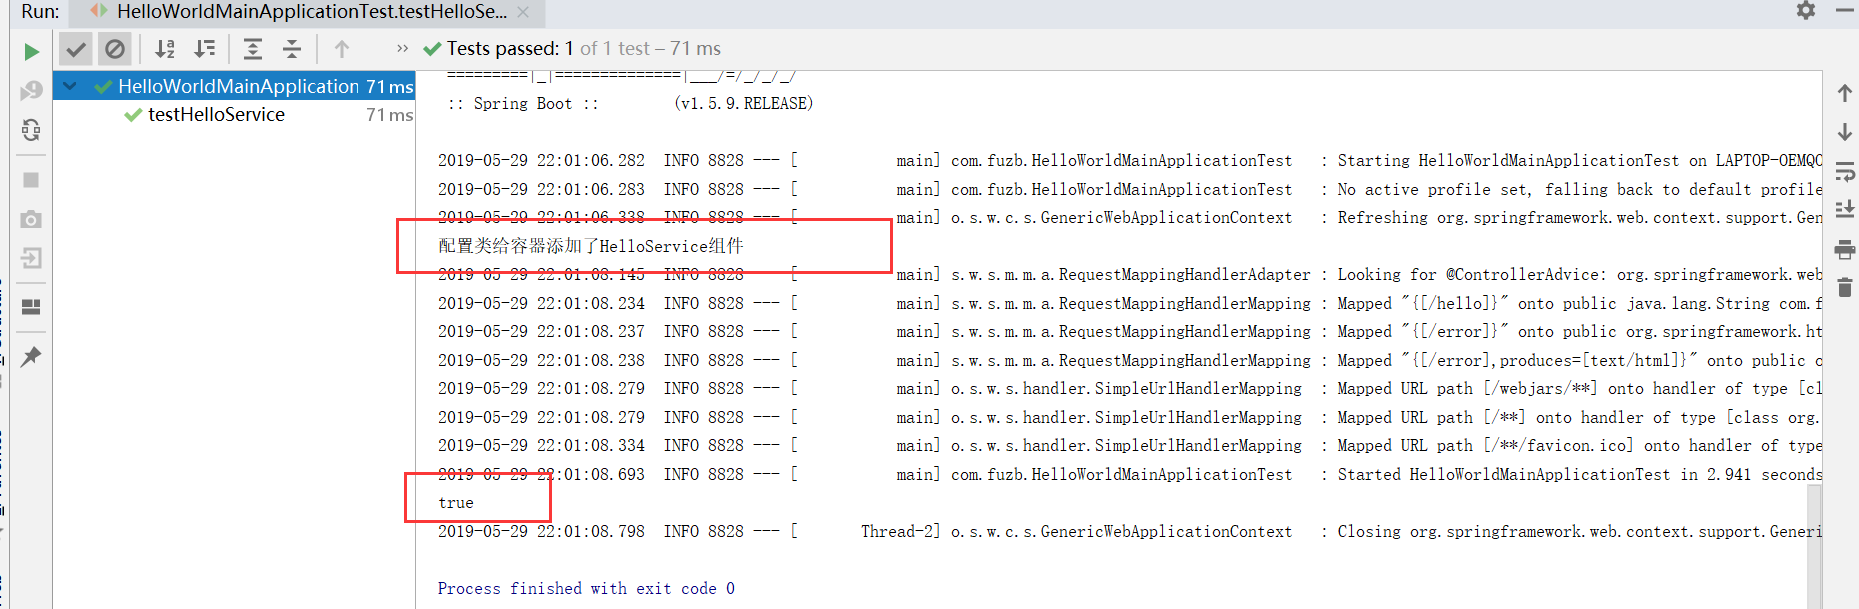 Run: HelloWorldMainApplicationTest.testHelloSe... ×
» Tests passed: 1 of 1 test – 71 ms
HelloWorldMainApplication 71 ms
testHelloService 71 ms
=========|_|==============|___/=/_/_/_/
:: Spring Boot :: (v1.5.9.RELEASE)
2019-05-29 22:01:06.282 INFO 8828 --- [ main] com.fuzb.HelloWorldMainApplicationTest : Starting HelloWorldMainApplicationTest on LAPTOP-OEMQC
2019-05-29 22:01:06.283 INFO 8828 --- [ main] com.fuzb.HelloWorldMainApplicationTest : No active profile set, falling back to default profile
2019-05-29 22:01:06.338 INFO 8828 --- [ main] o.s.w.c.s.GenericWebApplicationContext : Refreshing org.springframework.web.context.support.Gen
配置类给容器添加了HelloService组件
2019-05-29 22:01:08.145 INFO 8828 --- [ main] s.w.s.m.m.a.RequestMappingHandlerAdapter : Looking for @ControllerAdvice: org.springframework.web
2019-05-29 22:01:08.234 INFO 8828 --- [ main] s.w.s.m.m.a.RequestMappingHandlerMapping : Mapped "{[/hello]}" onto public java.lang.String com.f
2019-05-29 22:01:08.237 INFO 8828 --- [ main] s.w.s.m.m.a.RequestMappingHandlerMapping : Mapped "{[/error]}" onto public org.springframework.ht
2019-05-29 22:01:08.238 INFO 8828 --- [ main] s.w.s.m.m.a.RequestMappingHandlerMapping : Mapped "{[/error],produces=[text/html]}" onto public o
2019-05-29 22:01:08.279 INFO 8828 --- [ main] o.s.w.s.handler.SimpleUrlHandlerMapping : Mapped URL path [/webjars/**] onto handler of type [cl
2019-05-29 22:01:08.279 INFO 8828 --- [ main] o.s.w.s.handler.SimpleUrlHandlerMapping : Mapped URL path [/**] onto handler of type [class org.
2019-05-29 22:01:08.334 INFO 8828 --- [ main] o.s.w.s.handler.SimpleUrlHandlerMapping : Mapped URL path [/**/favicon.ico] onto handler of type
2019-05-29 22:01:08.693 INFO 8828 --- [ main] com.fuzb.HelloWorldMainApplicationTest : Started HelloWorldMainApplicationTest in 2.941 seconds
true
2019-05-29 22:01:08.798 INFO 8828 --- [ Thread-2] o.s.w.c.s.GenericWebApplicationContext : Closing org.springframework.web.context.support.Generi
Process finished with exit code 0